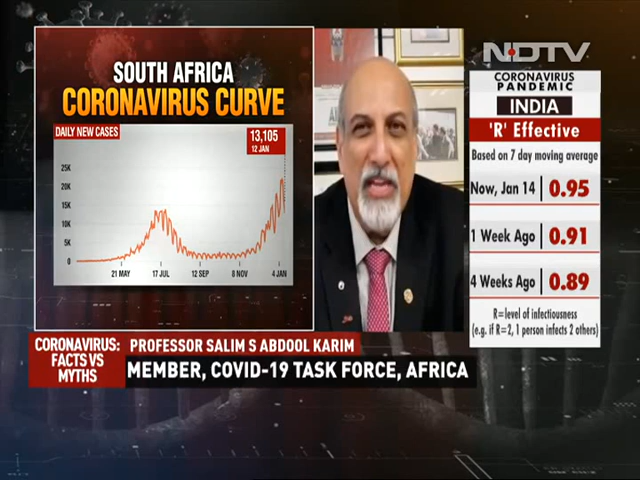 SOUTH AFRICA
CORONAVIRUS CURVE
DAILY NEW CASES
13,105
12 JAN
25K
20K
15K
10K
5K
0
21 MAY
17 JUL
12 SEP
8 NOV
4 JAN
NDTV
CORONAVIRUS
PANDEMIC
INDIA
'R' Effective
Based on 7 day moving average
Now, Jan 14 0.95
1 Week Ago 0.91
4 Weeks Ago 0.89
R=level of infectiousness
(e.g. if R=2, 1 person infects 2 others)
CORONAVIRUS:
FACTS VS
MYTHS
PROFESSOR SALIM S ABDOOL KARIM
MEMBER, COVID-19 TASK FORCE, AFRICA